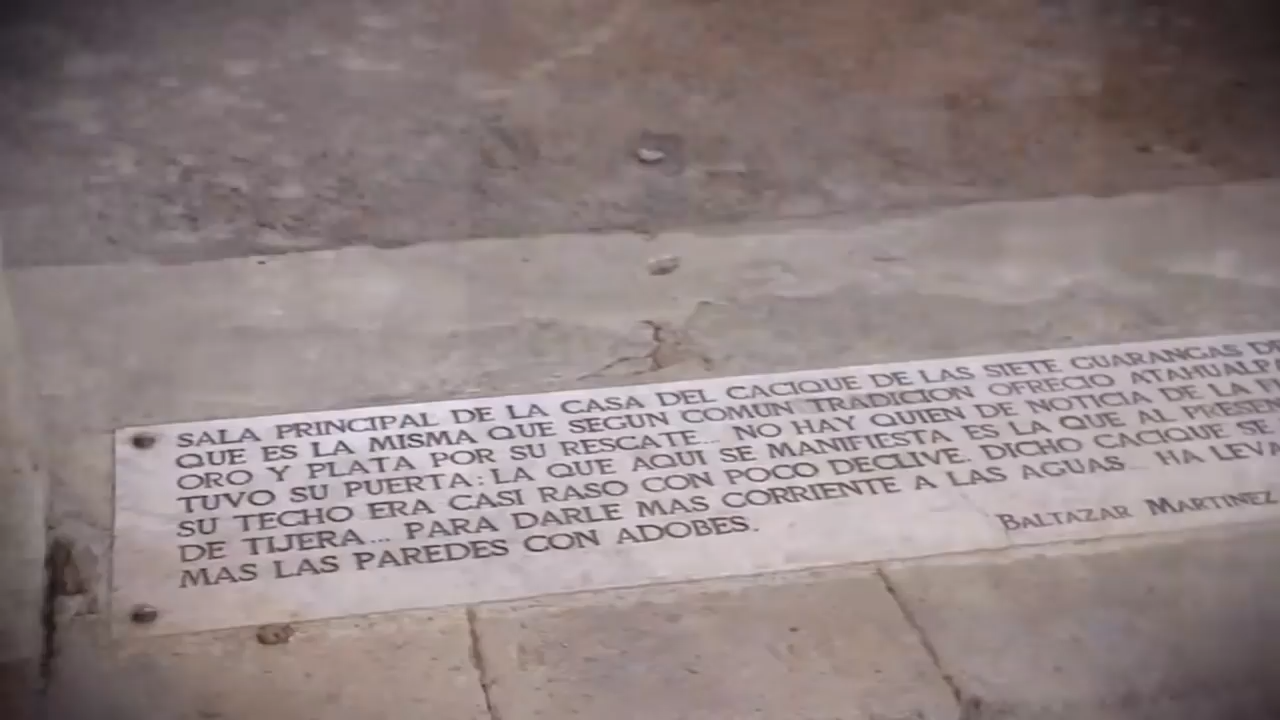 SALA PRINCIPAL DE LA CASA DEL CACIQUE DE LAS SIETE GUARANGAS
QUE ES LA MISMA QUE SEGUN COMUN TRADICION OFRECIO ATAHUALPA
ORO Y PLATA POR SU RESCATE... NO HAY QUIEN DE NOTICIA DE LA
TUVO SU PUERTA: LA QUE AQUI SE MANIFIESTA ES LA QUE AL
SU TECHO ERA CASI RASO CON POCO DECLIVE. DICHO CACIQUE SE
DE TIJERA... PARA DARLE MAS CORRIENTE A LAS AGUAS... HA
MAS LAS PAREDES CON ADOBES.
BALTAZAR MARTINEZ